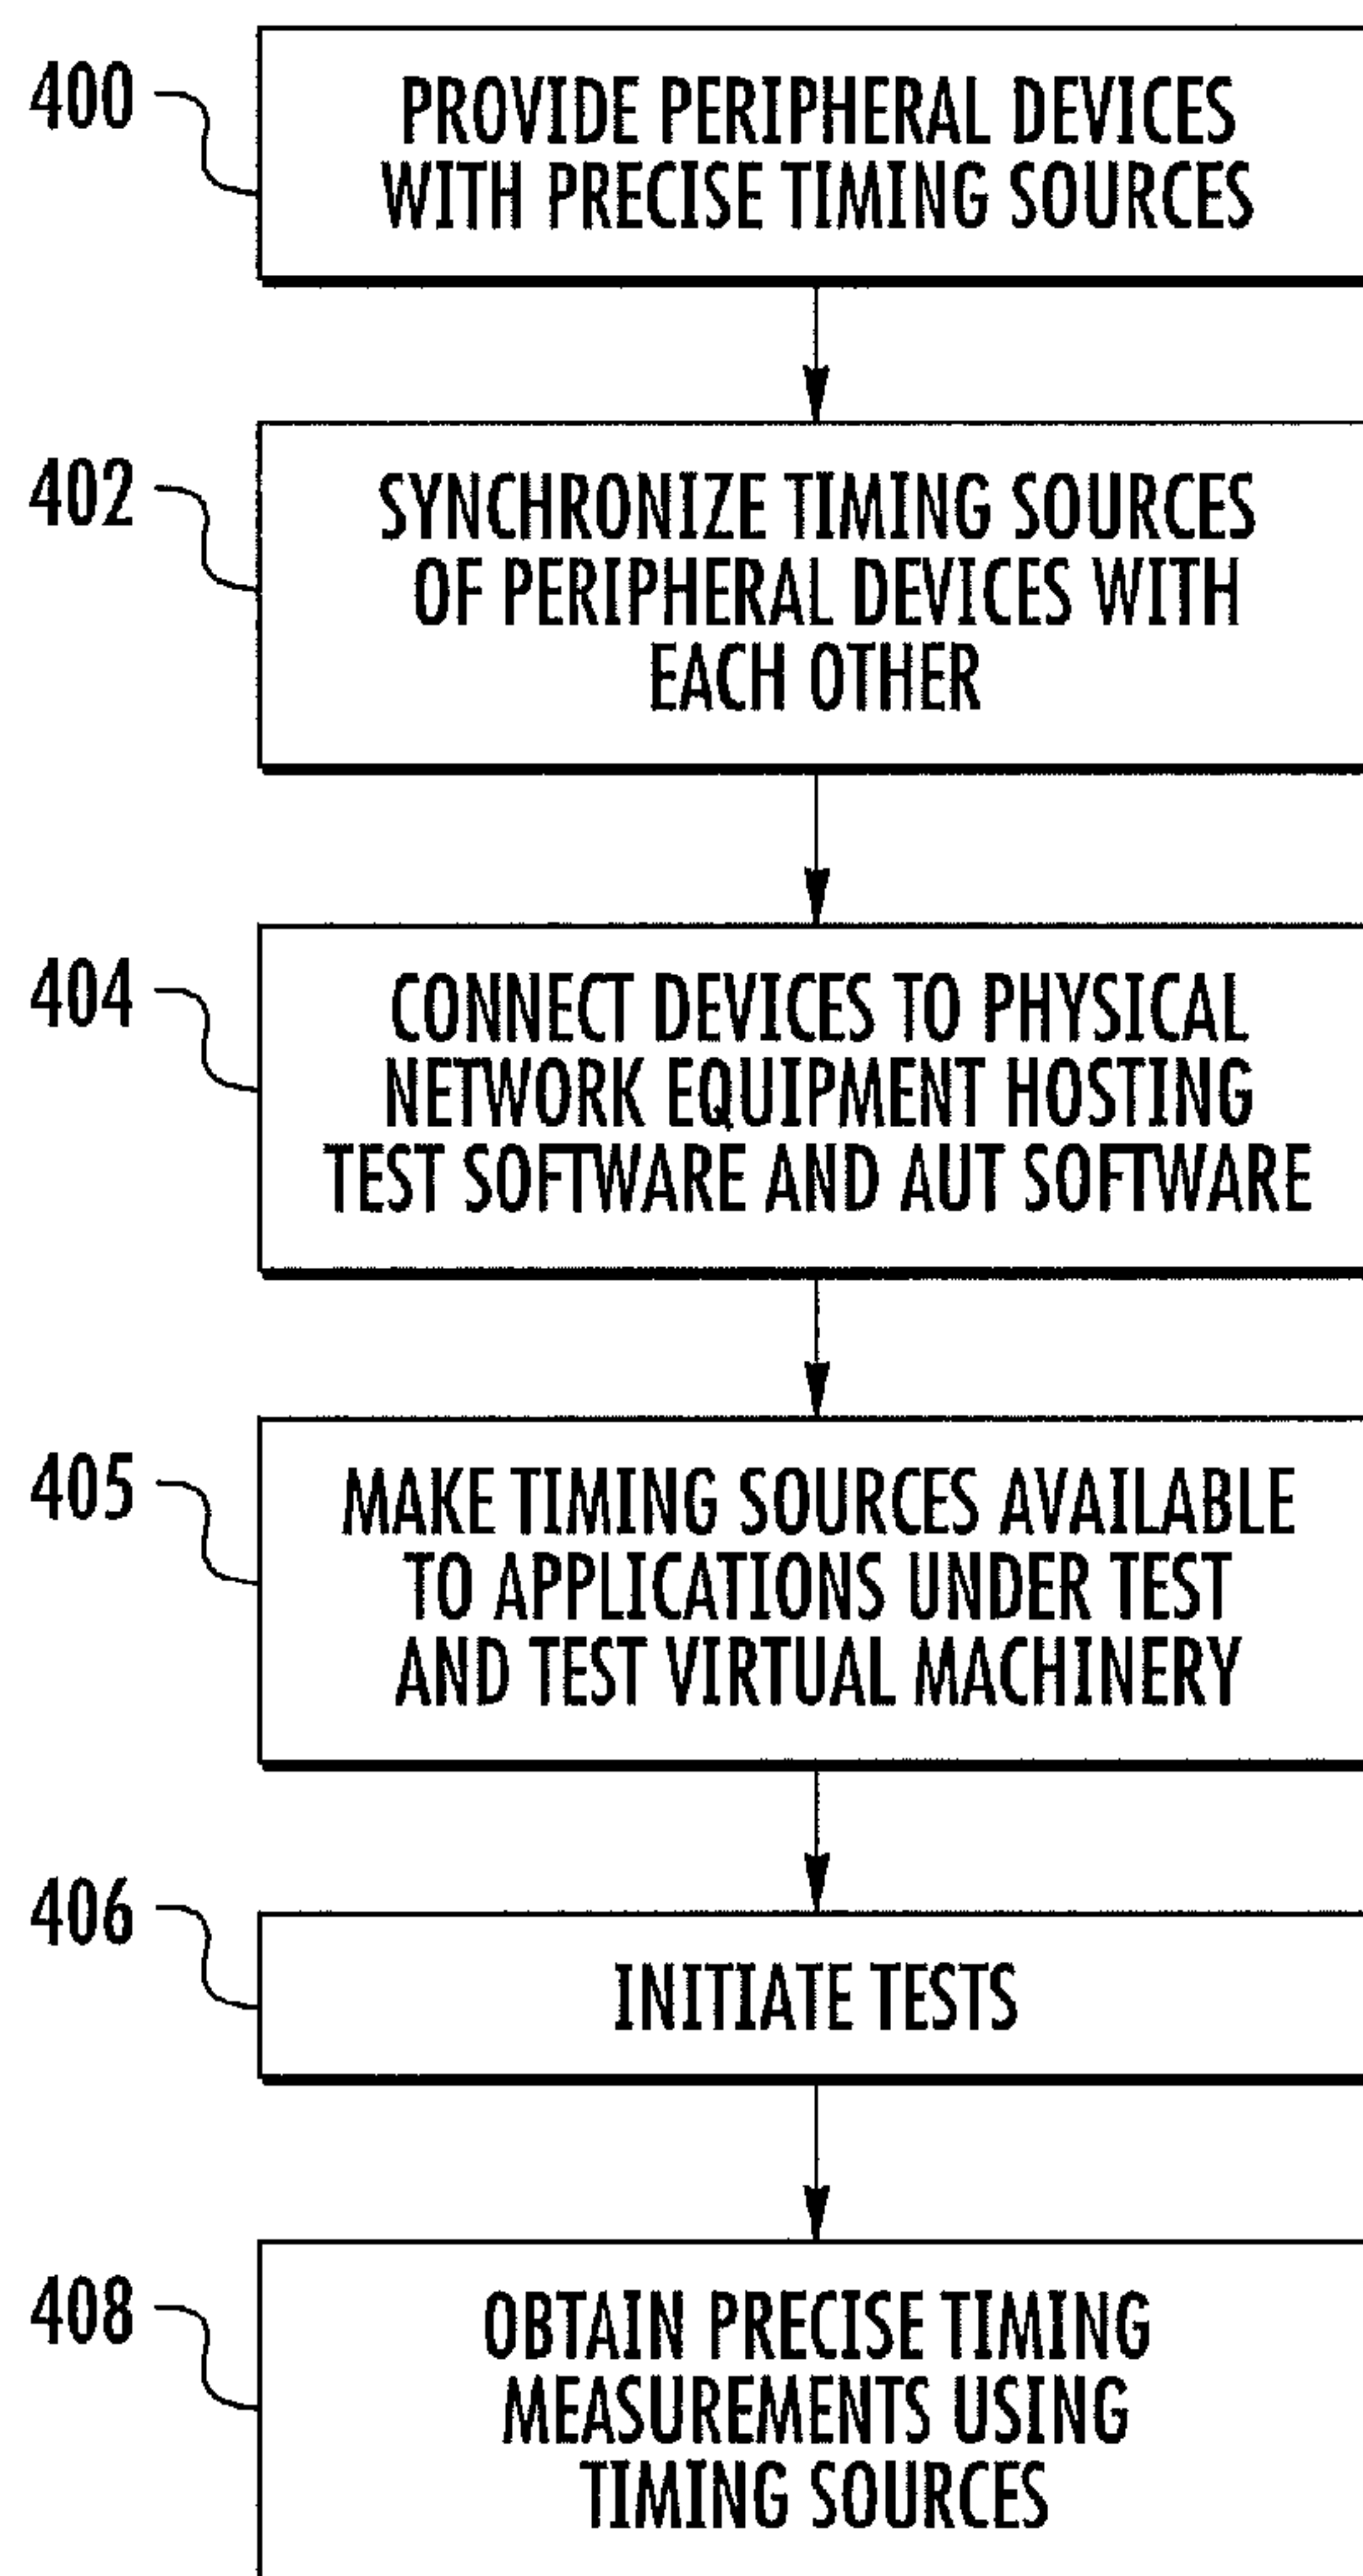 400
PROVIDE PERIPHERAL DEVICES
WITH PRECISE TIMING SOURCES
402
SYNCHRONIZE TIMING SOURCES
OF PERIPHERAL DEVICES WITH
EACH OTHER
404
CONNECT DEVICES TO PHYSICAL
NETWORK EQUIPMENT HOSTING
TEST SOFTWARE AND AUT SOFTWARE
405
MAKE TIMING SOURCES AVAILABLE
TO APPLICATIONS UNDER TEST
AND TEST VIRTUAL MACHINERY
406
INITIATE TESTS
408
OBTAIN PRECISE TIMING
MEASUREMENTS USING
TIMING SOURCES